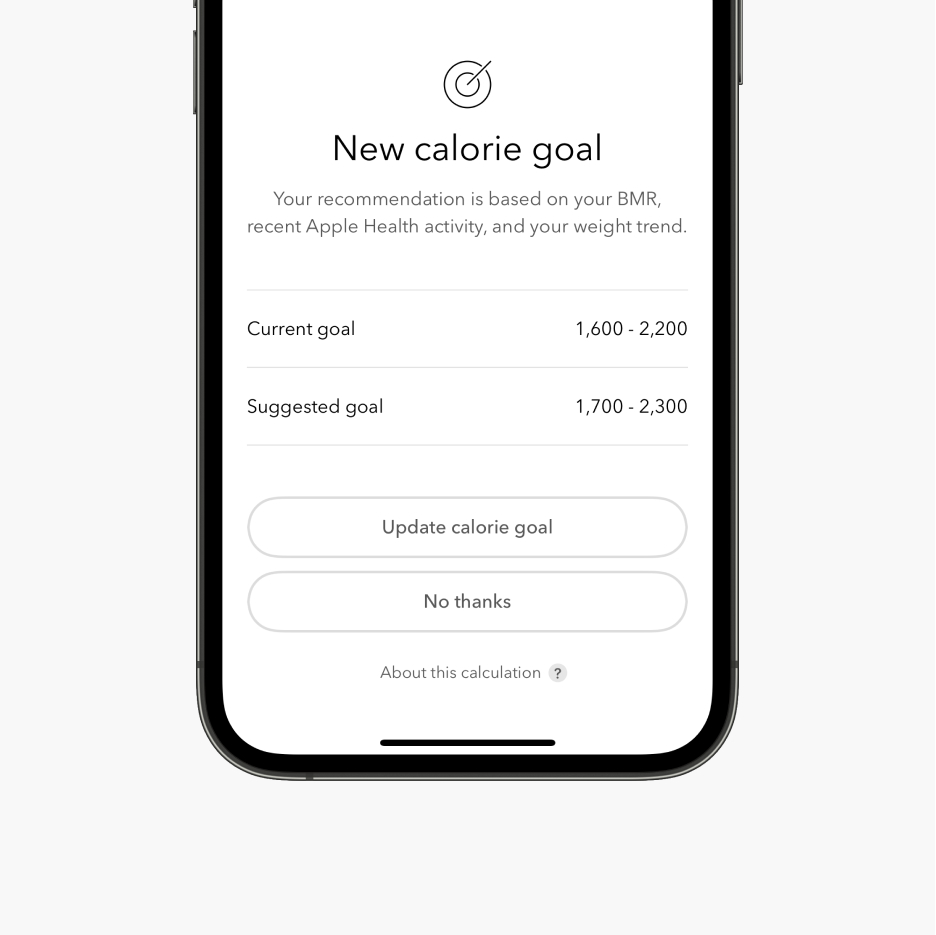 New calorie goal
Your recommendation is based on your BMR,
recent Apple Health activity, and your weight trend.
Current goal 1,600 - 2,200
Suggested goal 1,700 - 2,300
Update calorie goal
No thanks
About this calculation ?